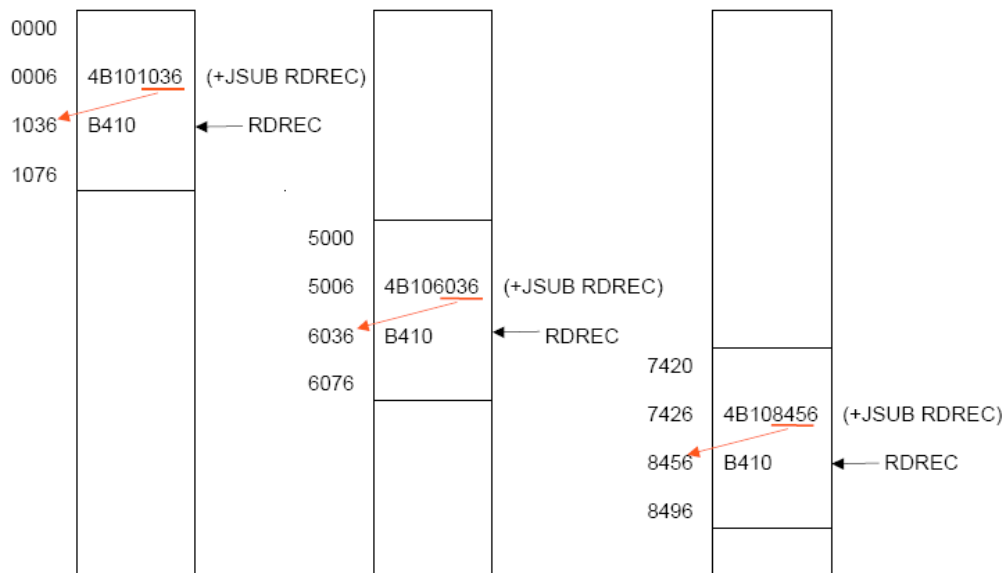 0000
0006 4B101036 (+JSUB RDREC)
1036 B410 RDREC
1076
5000
5006 4B106036 (+JSUB RDREC)
6036 B410 RDREC
6076
7420
7426 4B108456 (+JSUB RDREC)
8456 B410 RDREC
8496